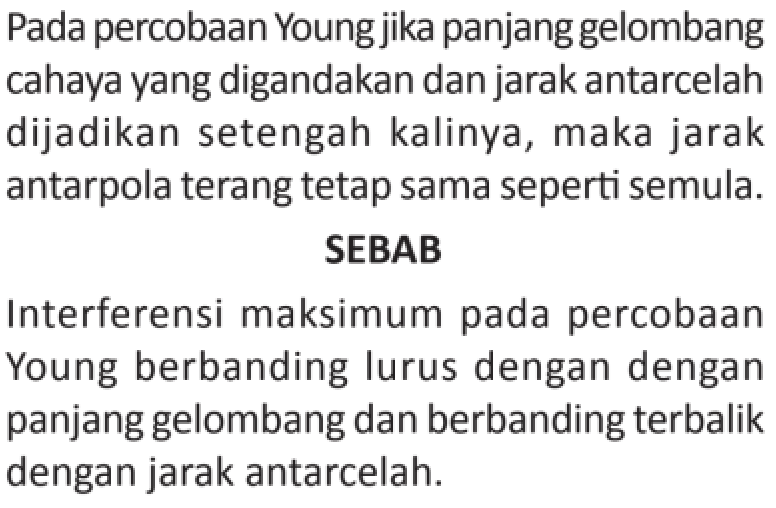 Pada percobaan Young jika panjang gelombang
cahaya yang digandakan dan jarak antarcelah
dijadikan setengah kalinya, maka jarak
antarpola terang tetap sama seperti semula.
SEBAB
Interferensi maksimum pada percobaan
Young berbanding lurus dengan dengan
panjang gelombang dan berbanding terbalik
dengan jarak antarcelah.